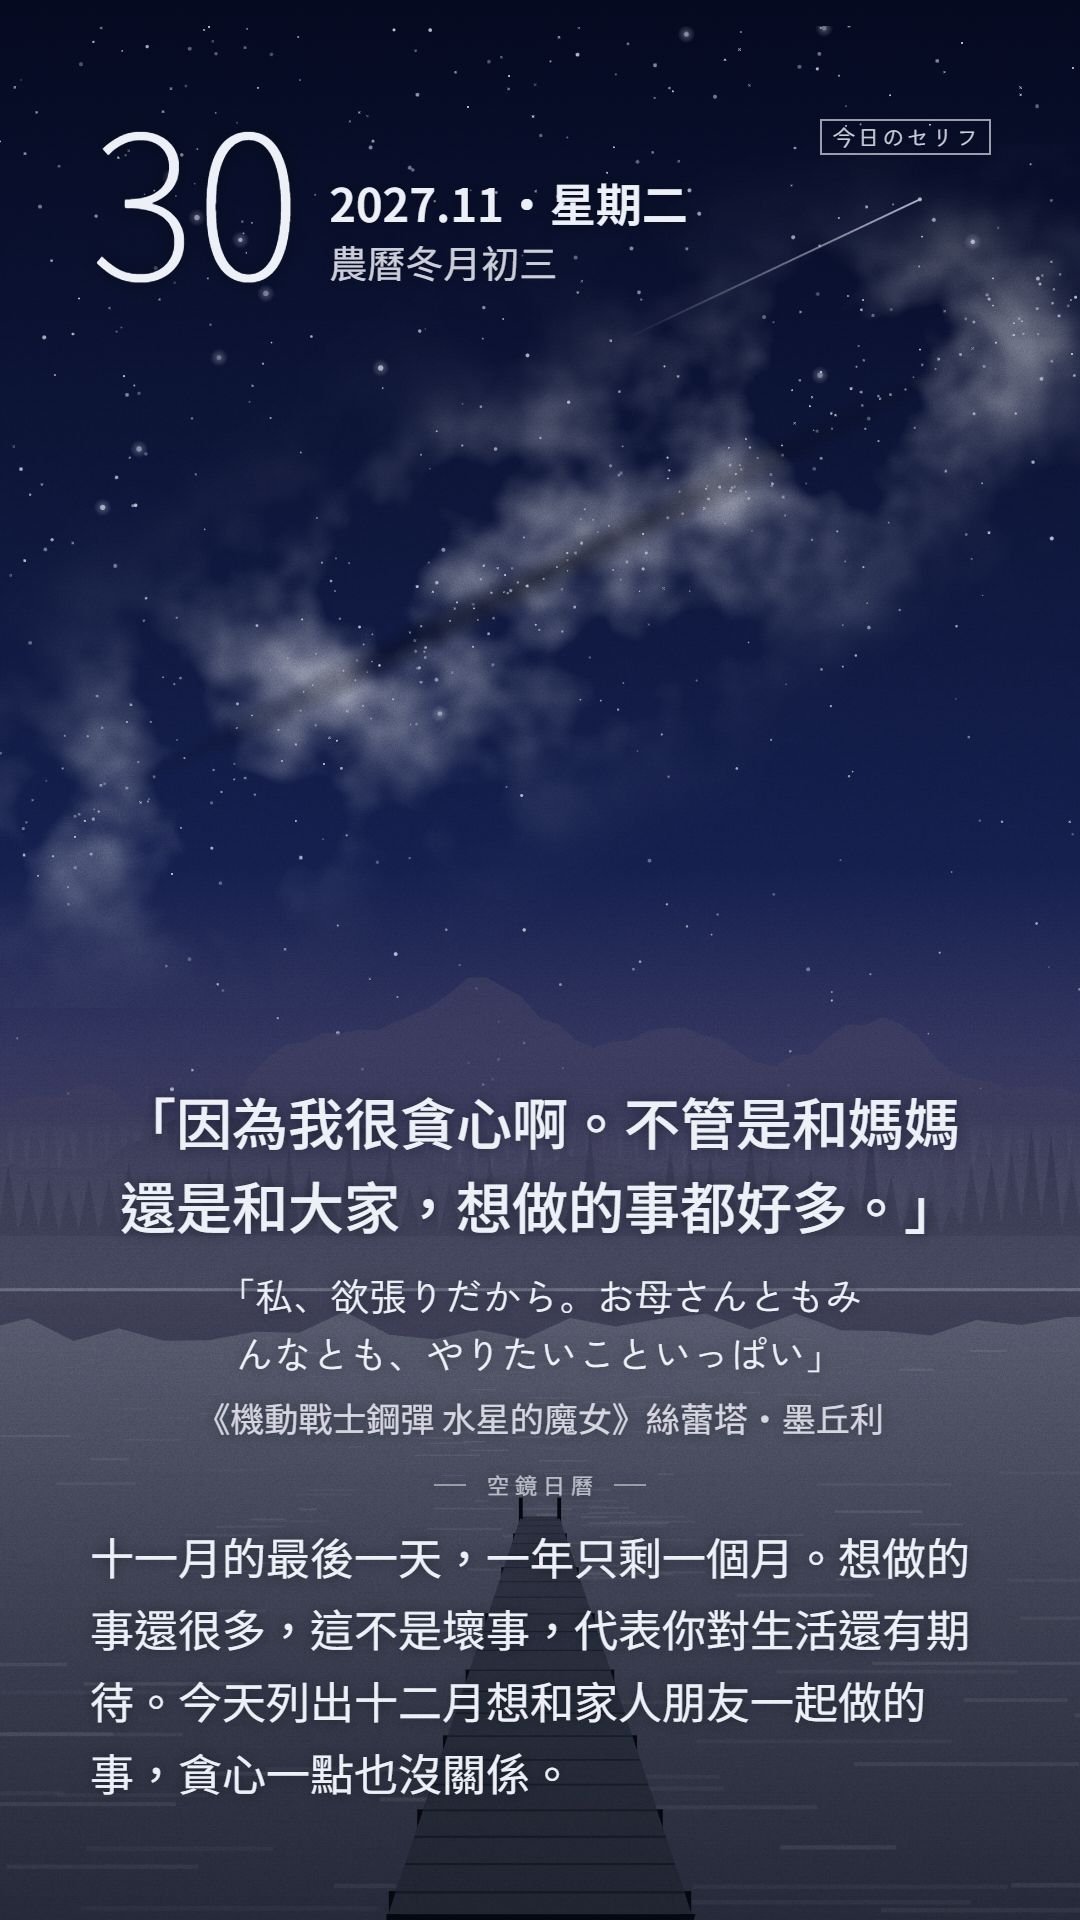 今日のセリフ
30
2027.11・星期二
農曆冬月初三
「因為我很貪心啊。不管是和媽媽
還是和大家，想做的事都好多。」
「私、欲張りだから。お母さんともみ
んなとも、やりたいこといっぱい」
《機動戰士鋼彈 水星的魔女》絲蕾塔・墨丘利
空鏡日曆
十一月的最後一天，一年只剩一個月。想做的
事還很多，這不是壞事，代表你對生活還有期
待。今天列出十二月想和家人朋友一起做的
事，貪心一點也沒關係。